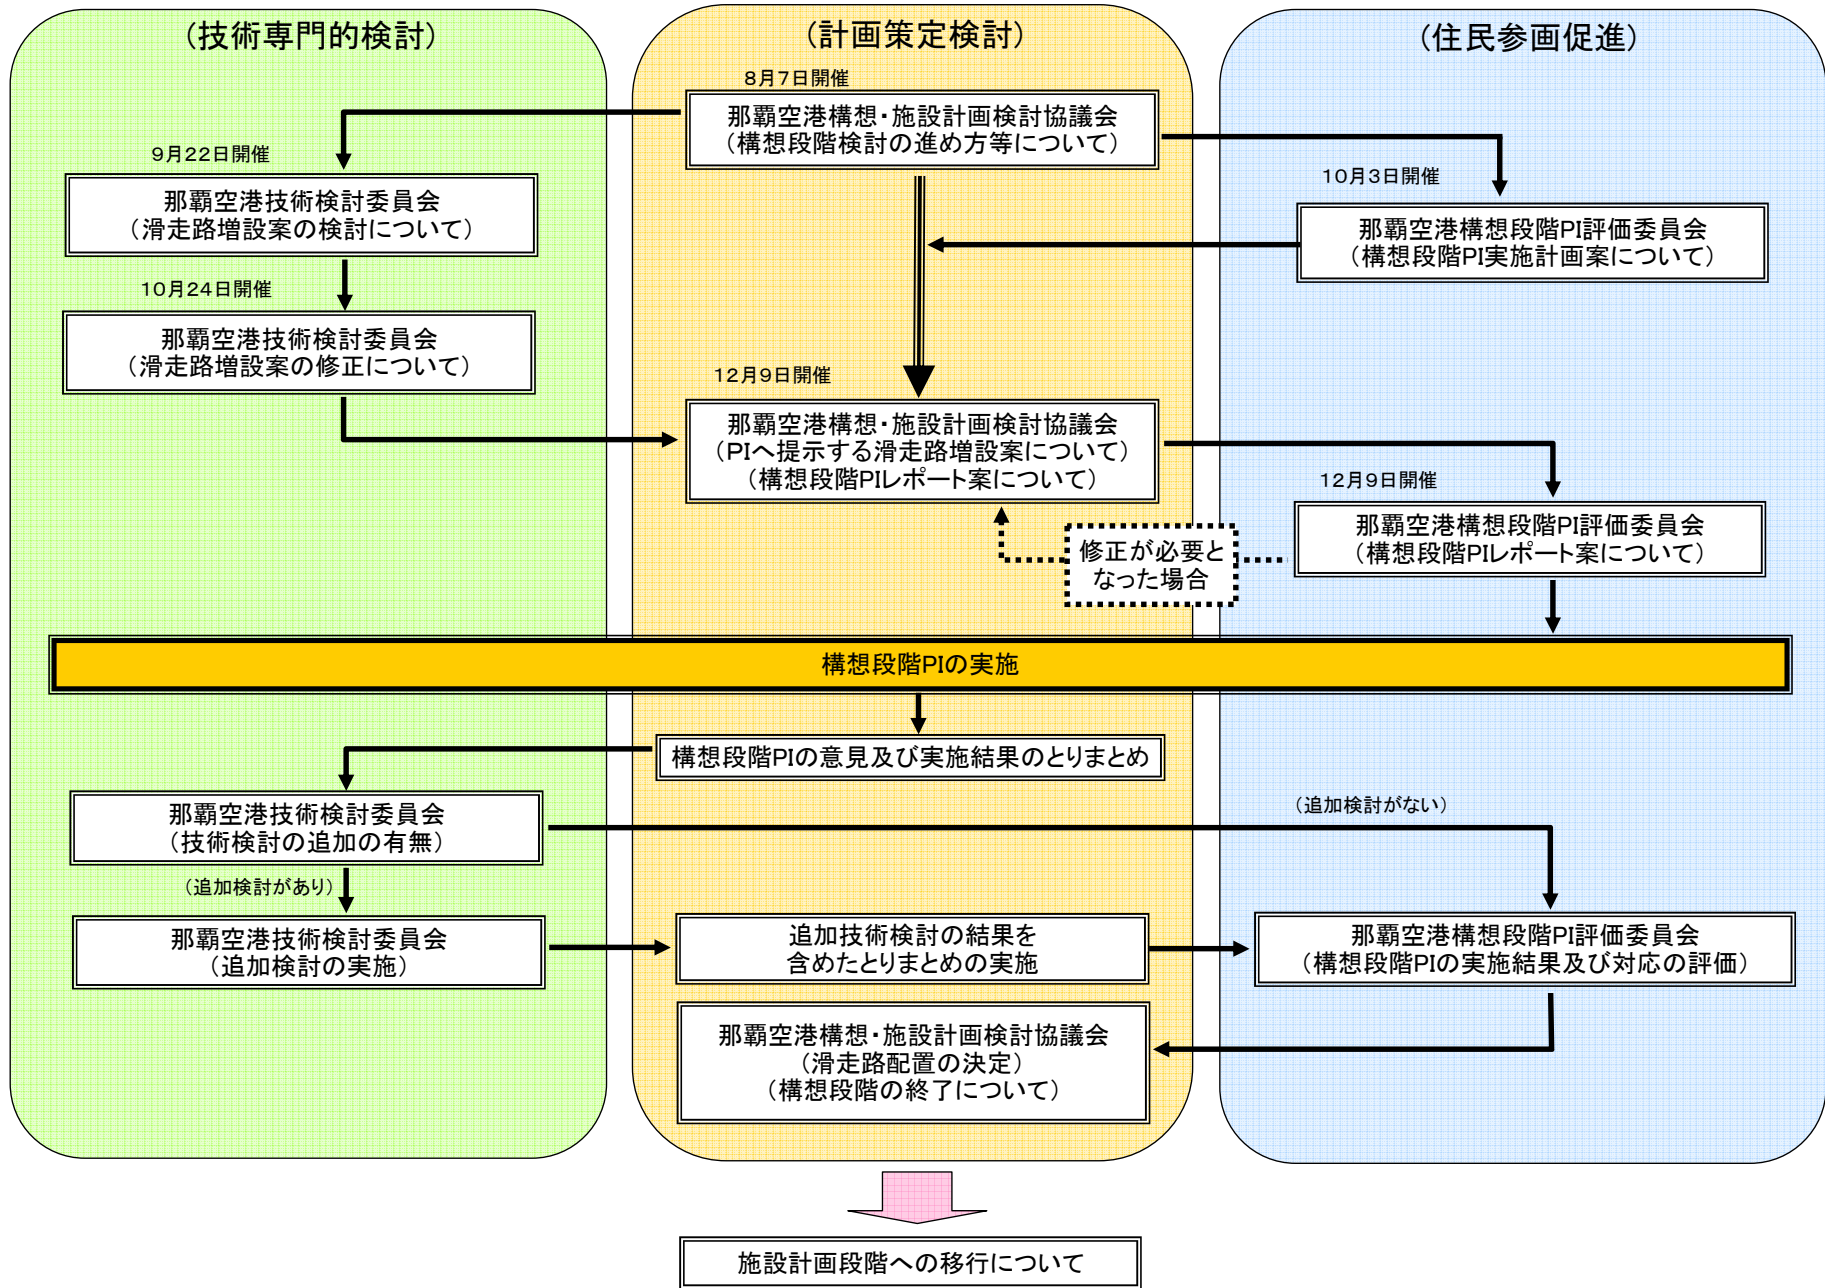 （技術専門的検討）
（計画策定検討）
（住民参画促進）
8月7日開催
那覇空港構想・施設計画検討協議会
（構想段階検討の進め方等について）
9月22日開催
那覇空港技術検討委員会
（滑走路増設案の検討について）
10月3日開催
那覇空港構想段階PI評価委員会
（構想段階PI実施計画案について）
10月24日開催
那覇空港技術検討委員会
（滑走路増設案の修正について）
12月9日開催
那覇空港構想・施設計画検討協議会
（PIへ提示する滑走路増設案について）
（構想段階PIレポート案について）
12月9日開催
那覇空港構想段階PI評価委員会
（構想段階PIレポート案について）
修正が必要と
なった場合
構想段階PIの実施
構想段階PIの意見及び実施結果のとりまとめ
那覇空港技術検討委員会
（技術検討の追加の有無）
（追加検討がない）
（追加検討があり）
那覇空港技術検討委員会
（追加検討の実施）
追加技術検討の結果を
含めたとりまとめの実施
那覇空港構想段階PI評価委員会
（構想段階PIの実施結果及び対応の評価）
那覇空港構想・施設計画検討協議会
（滑走路配置の決定）
（構想段階の終了について）
施設計画段階への移行について